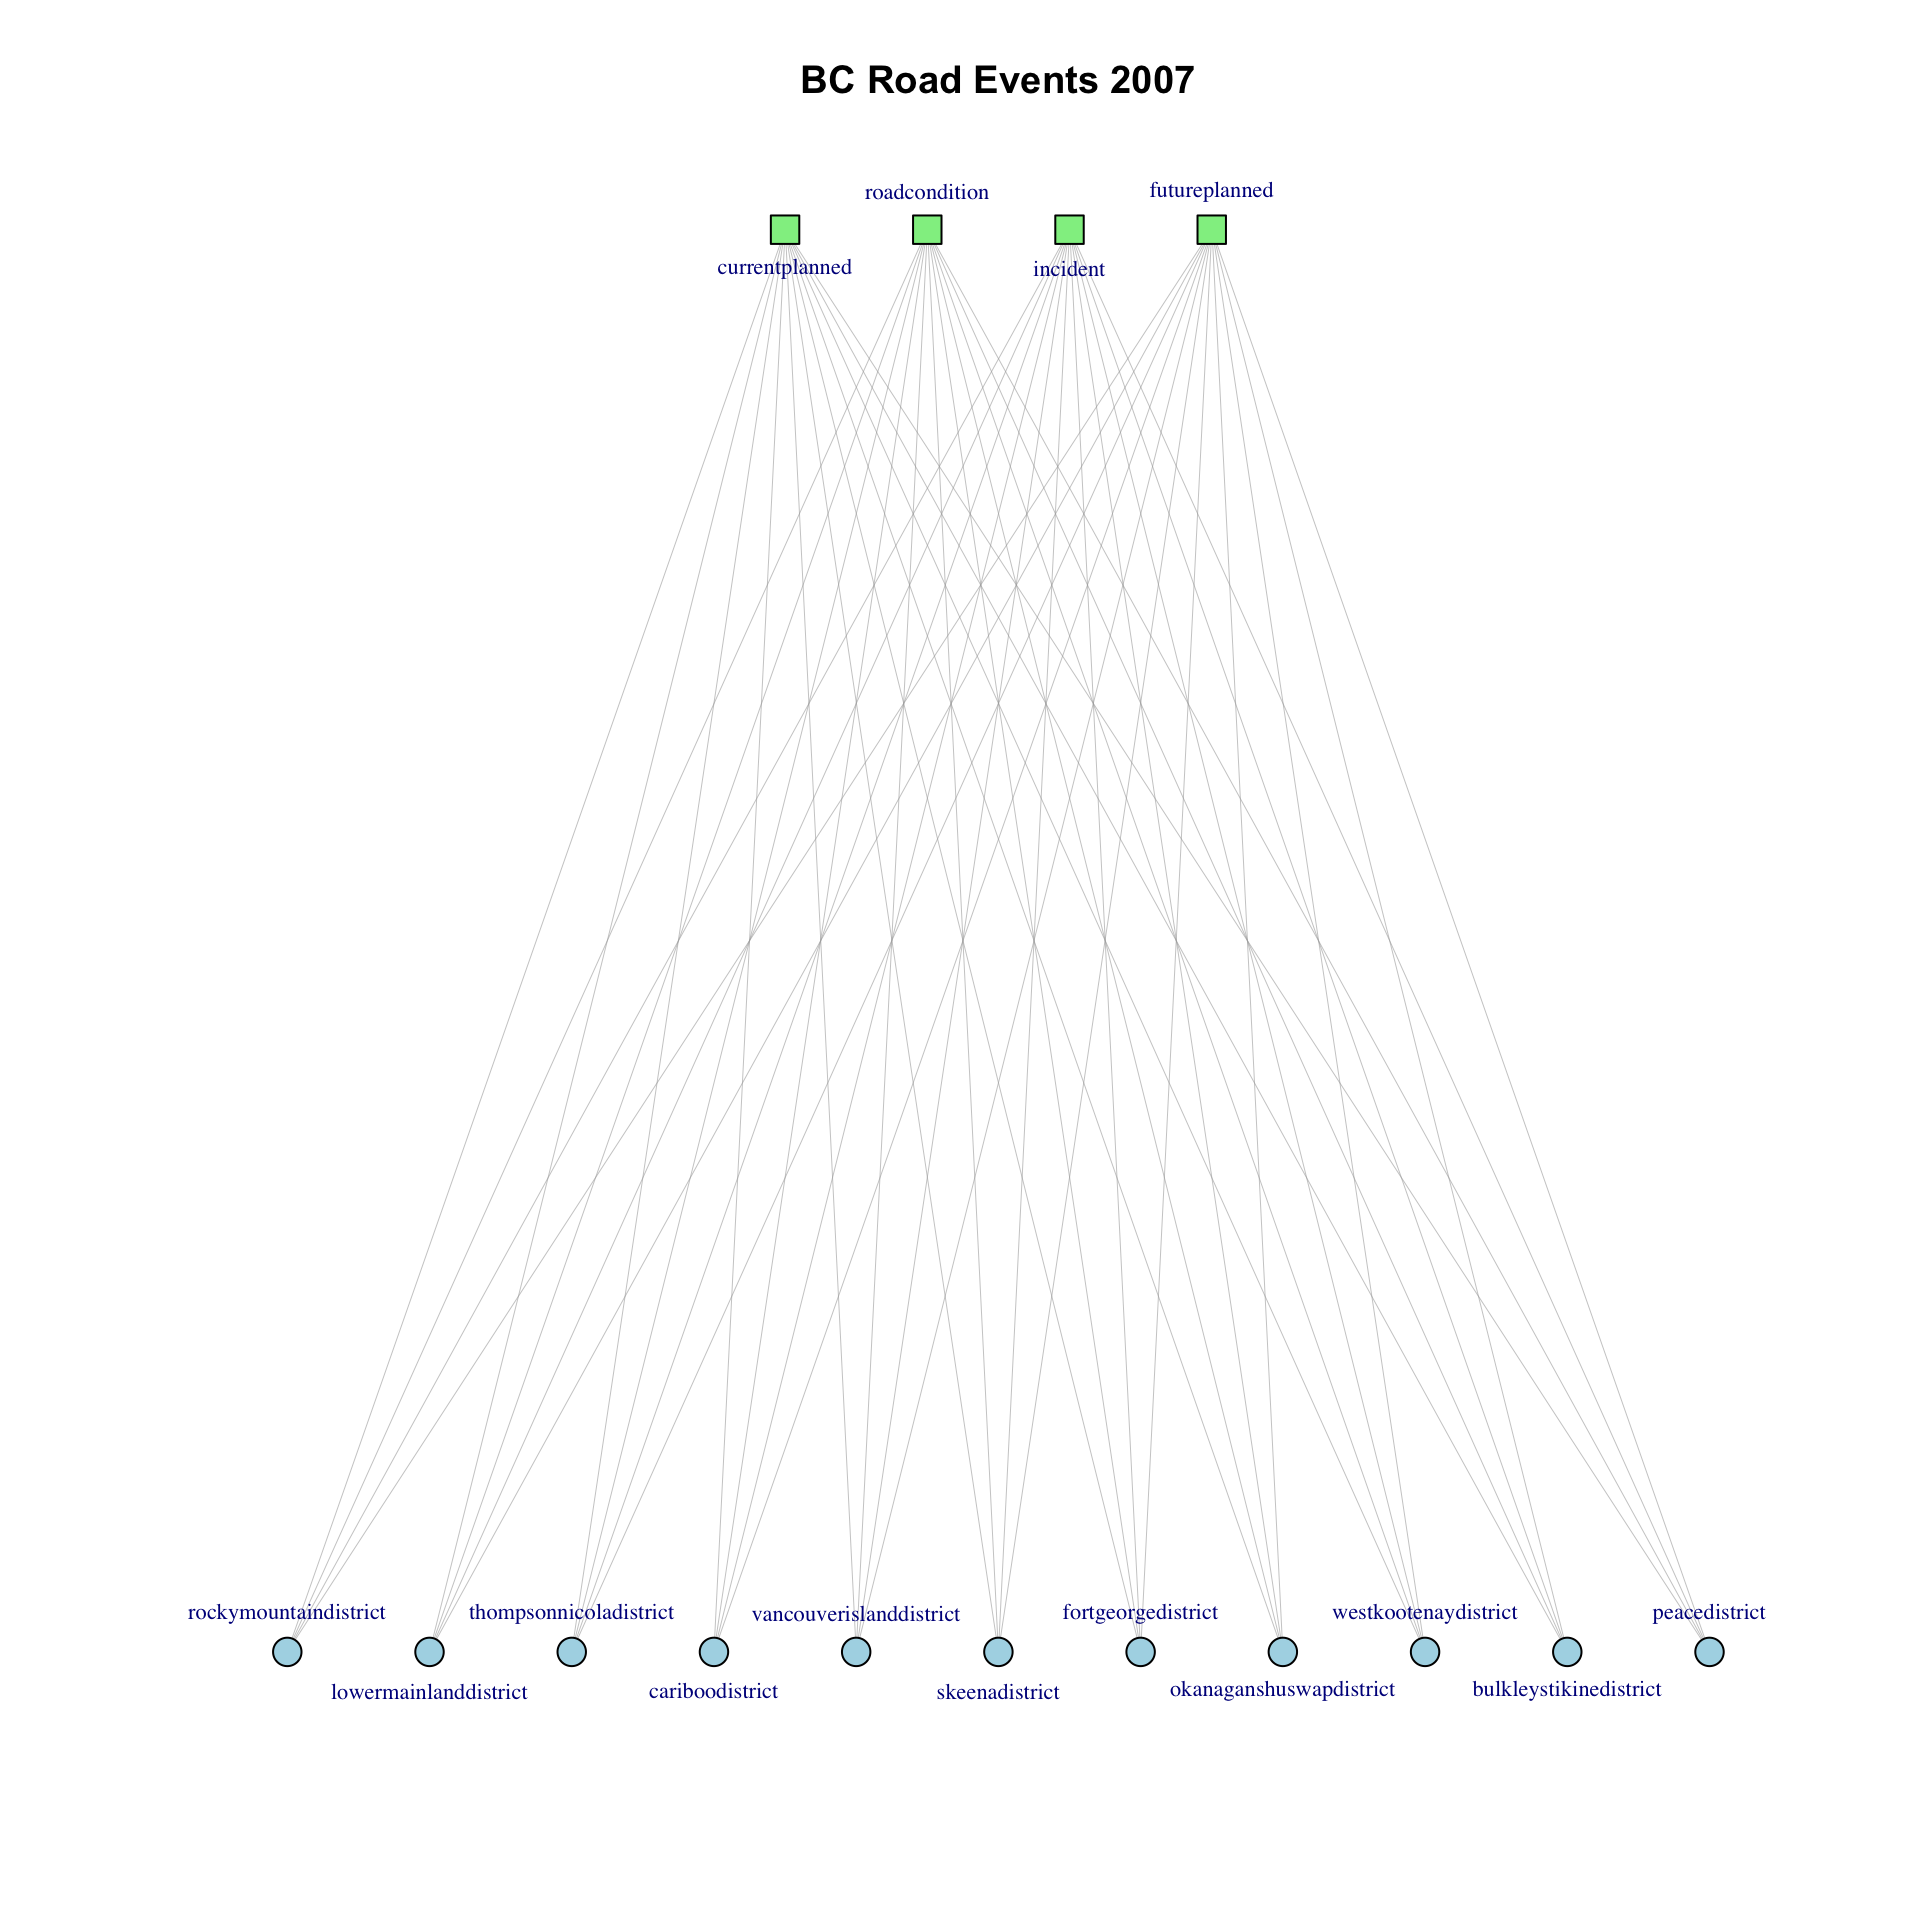 BC Road Events 2007
roadcondition
futureplanned
currentplanned
incident
rockymountaindistrict
thompsonnicoladistrict
vancouverislanddistrict
fortgeorgedistrict
westkootenaydistrict
peacedistrict
lowermainlanddistrict
cariboodistrict
skeenadistrict
okanaganshuswapdistrict
bulkleystikinedistrict